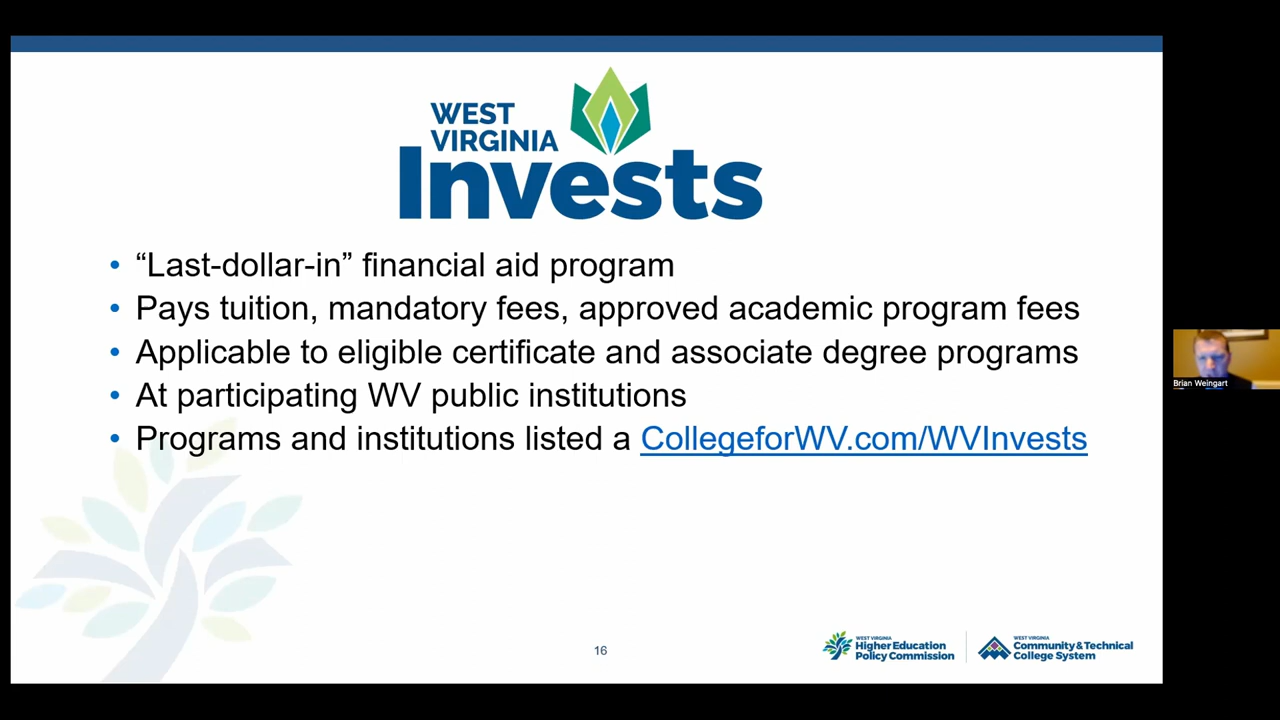 WEST
VIRGINIA
Invests
• “Last-dollar-in” financial aid program
• Pays tuition, mandatory fees, approved academic program fees
• Applicable to eligible certificate and associate degree programs
• At participating WV public institutions
• Programs and institutions listed a CollegeforWV.com/WVInvests
Brian Weingart
16
WEST VIRGINIA
Higher Education
Policy Commission
WEST VIRGINIA
Community & Technical
College System